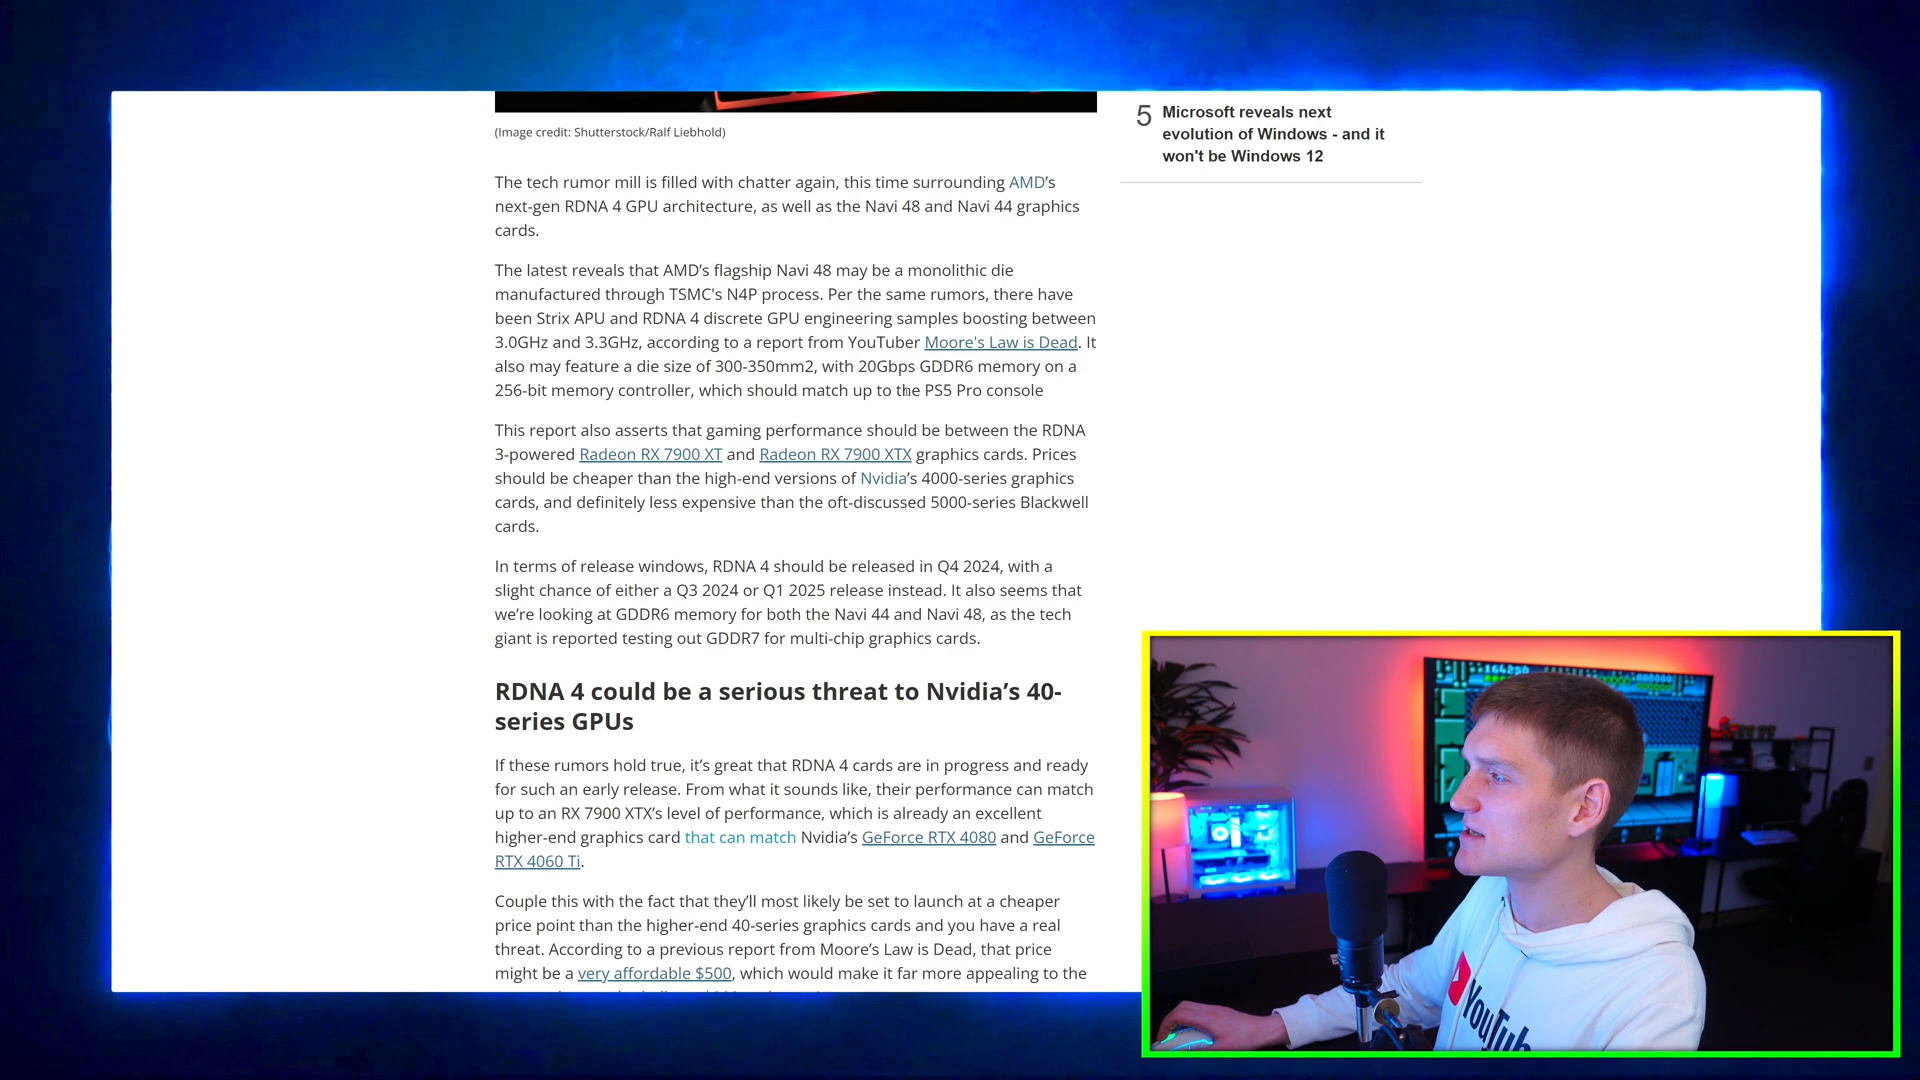 (Image credit: Shutterstock/Ralf Liebhold)
The tech rumor mill is filled with chatter again, this time surrounding AMD’s
next-gen RDNA 4 GPU architecture, as well as the Navi 48 and Navi 44 graphics
cards.
The latest reveals that AMD’s flagship Navi 48 may be a monolithic die
manufactured through TSMC's N4P process. Per the same rumors, there have
been Strix APU and RDNA 4 discrete GPU engineering samples boosting between
3.0GHz and 3.3GHz, according to a report from YouTuber Moore's Law is Dead. It
also may feature a die size of 300-350mm2, with 20Gbps GDDR6 memory on a
256-bit memory controller, which should match up to the PS5 Pro console
This report also asserts that gaming performance should be between the RDNA
3-powered Radeon RX 7900 XT and Radeon RX 7900 XTX graphics cards. Prices
should be cheaper than the high-end versions of Nvidia’s 4000-series graphics
cards, and definitely less expensive than the oft-discussed 5000-series Blackwell
cards.
In terms of release windows, RDNA 4 should be released in Q4 2024, with a
slight chance of either a Q3 2024 or Q1 2025 release instead. It also seems that
we’re looking at GDDR6 memory for both the Navi 44 and Navi 48, as the tech
giant is reported testing out GDDR7 for multi-chip graphics cards.
RDNA 4 could be a serious threat to Nvidia’s 40-
series GPUs
If these rumors hold true, it’s great that RDNA 4 cards are in progress and ready
for such an early release. From what it sounds like, their performance can match
up to an RX 7900 XTX’s level of performance, which is already an excellent
higher-end graphics card that can match Nvidia’s GeForce RTX 4080 and GeForce
RTX 4060 Ti.
Couple this with the fact that they’ll most likely be set to launch at a cheaper
price point than the higher-end 40-series graphics cards and you have a real
threat. According to a previous report from Moore’s Law is Dead, that price
might be a very affordable $500, which would make it far more appealing to the
5 Microsoft reveals next
evolution of Windows - and it
won't be Windows 12
YouTub